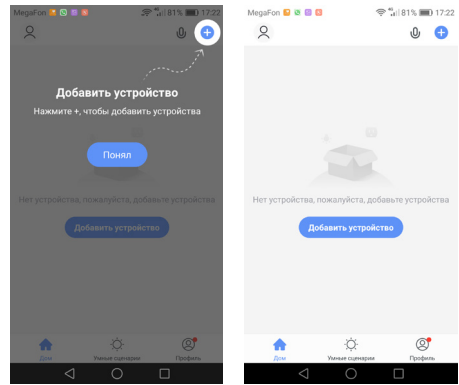 MegaFon 81% 17:22
Добавить устройство
Нажмите +, чтобы добавить устройства
Понял
Нет устройства, пожалуйста, добавьте устройства
Добавить устройство
Дом Умные сценарии Профиль
MegaFon 81% 17:22
Нет устройства, пожалуйста, добавьте устройства
Добавить устройство
Дом Умные сценарии Профиль